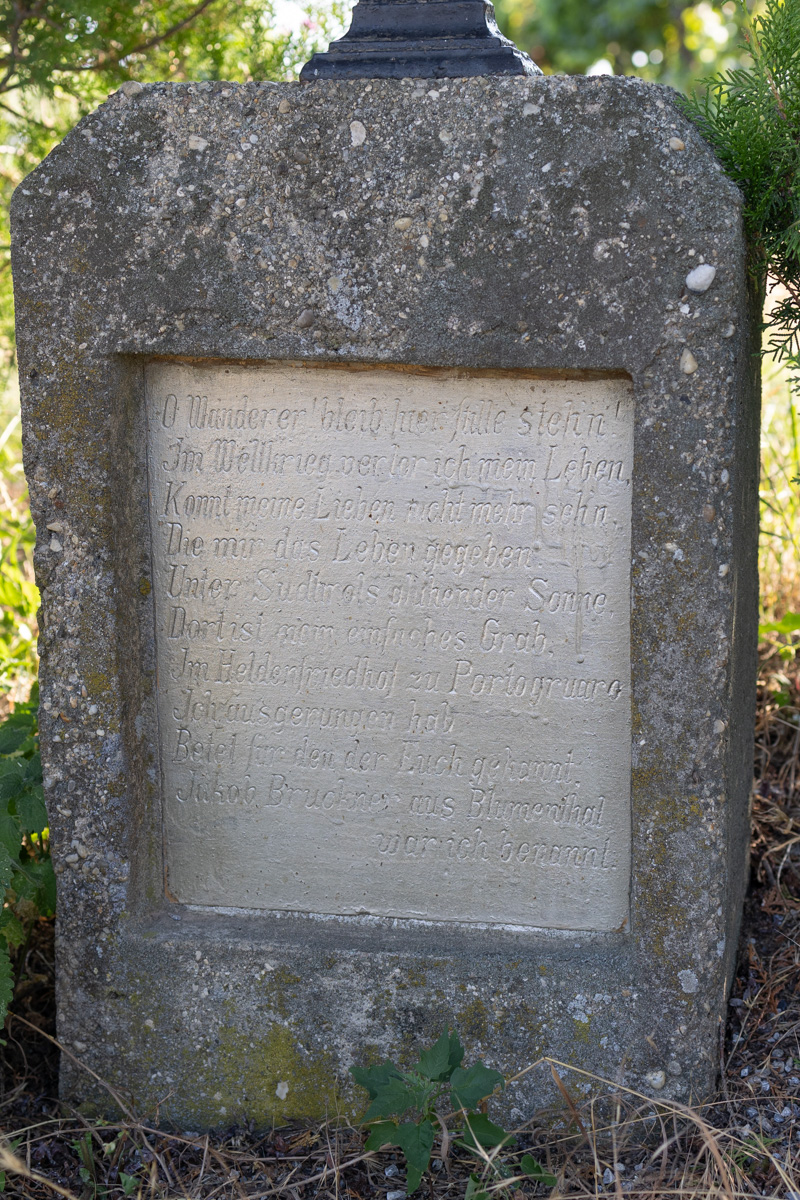 O Wanderer! bleib hier stille steh'n!
Im Weltkrieg verlor ich mein Leben,
Konnt meine Lieben nicht mehr seh'n,
Die mir das Leben gegeben.
Unter Südtirols glühender Sonne,
Dort ist mein einfaches Grab,
Im Heldenfriedhof zu Portogruaro
Ich ausgerungen hab
Betet für den der Euch gekannt,
Jakob Bruckner aus Blumenthal
war ich benannt.